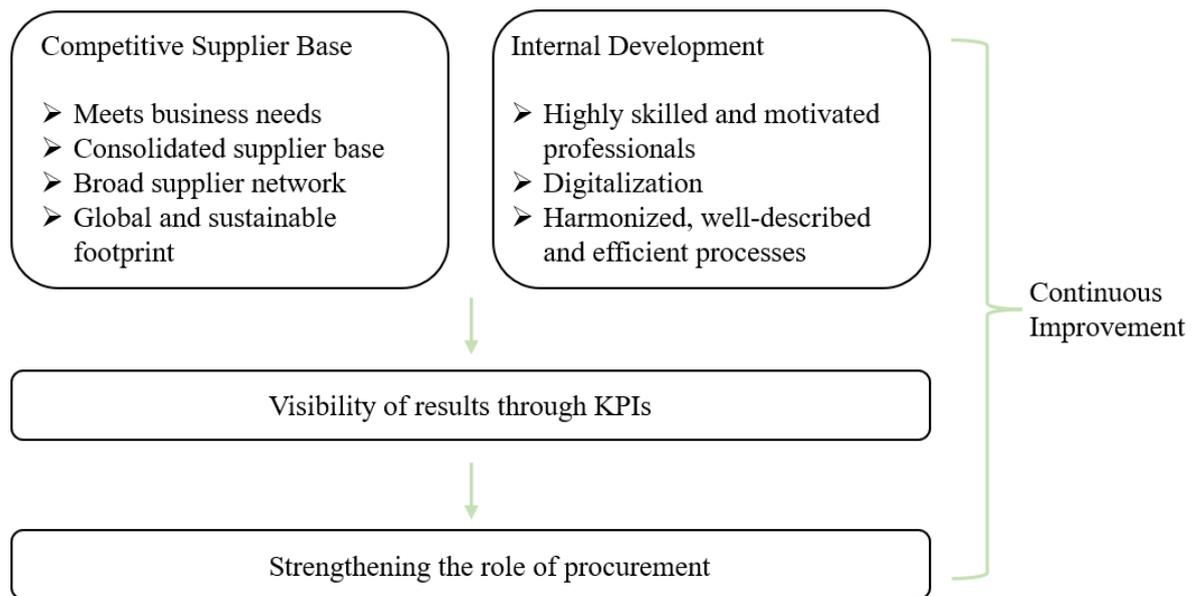 Competitive Supplier Base
➢ Meets business needs
➢ Consolidated supplier base
➢ Broad supplier network
➢ Global and sustainable
footprint
Internal Development
➢ Highly skilled and motivated
professionals
➢ Digitalization
➢ Harmonized, well-described
and efficient processes
Continuous
Improvement
Visibility of results through KPIs
Strengthening the role of procurement